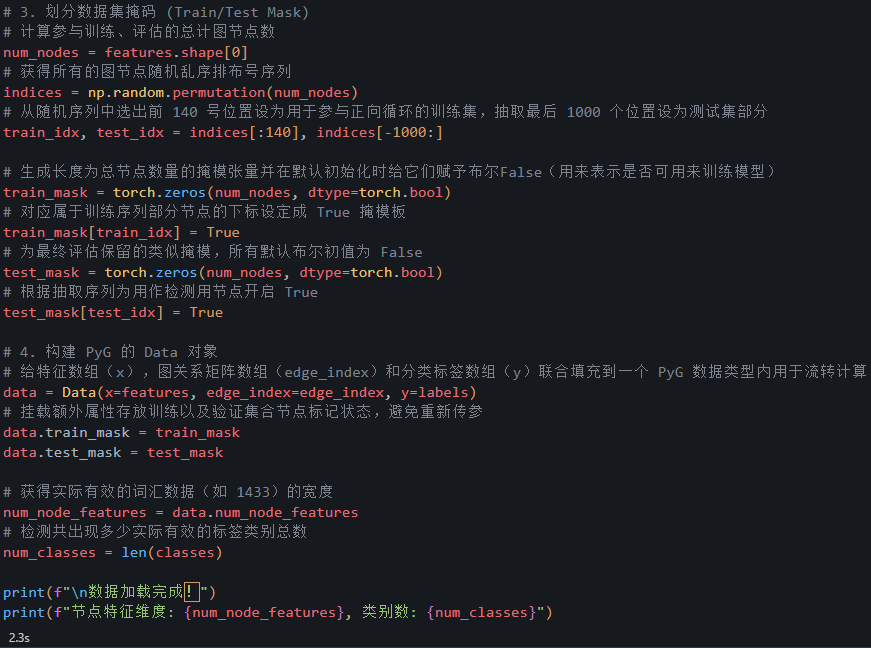 # 3. 划分数据集掩码 (Train/Test Mask)
# 计算参与训练、评估的总计图节点数
num_nodes = features.shape[0]
# 获得所有的图节点随机乱序排布号序列
indices = np.random.permutation(num_nodes)
# 从随机序列中选出前 140 号位置设为用于参与正向循环的训练集，抽取最后 1000 个位置设为测试集部分
train_idx, test_idx = indices[:140], indices[-1000:]
# 生成长度为总节点数量的掩模张量并在默认初始化时给它们赋予布尔False（用来表示是否可用来训练模型）
train_mask = torch.zeros(num_nodes, dtype=torch.bool)
# 对应属于训练序列部分节点的下标设定成 True 掩模板
train_mask[train_idx] = True
# 为最终评估保留的类似掩模，所有默认布尔初值为 False
test_mask = torch.zeros(num_nodes, dtype=torch.bool)
# 根据抽取序列为用作检测用节点开启 True
test_mask[test_idx] = True
# 4. 构建 PyG 的 Data 对象
# 给特征数组（x），图关系矩阵数组（edge_index）和分类标签数组（y）联合填充到一个 PyG 数据类型内用于流转计算
data = Data(x=features, edge_index=edge_index, y=labels)
# 挂载额外属性存放训练以及验证集合节点标记状态，避免重新传参
data.train_mask = train_mask
data.test_mask = test_mask
# 获得实际有效的词汇数据（如 1433）的宽度
num_node_features = data.num_node_features
# 检测共出现多少实际有效的标签类别总数
num_classes = len(classes)
print(f"\n数据加载完成！")
print(f"节点特征维度: {num_node_features}, 类别数: {num_classes}")
2.3s